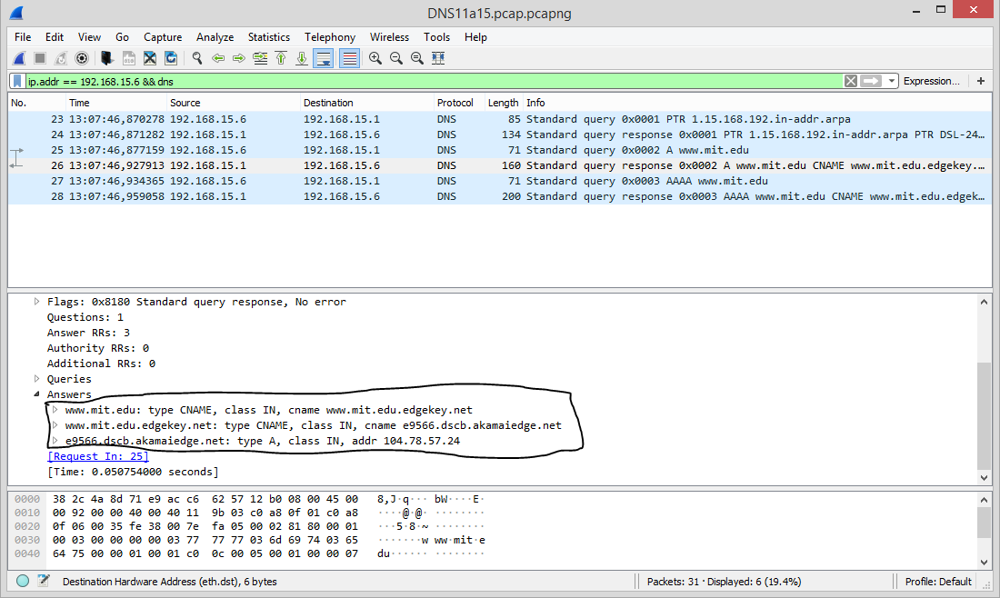 DNS11a15.pcap.pcapng
File Edit View Go Capture Analyze Statistics Telephony Wireless Tools Help
ip.addr == 192.168.15.6 && dns Expression... +
No. Time Source Destination Protocol Length Info
23 13:07:46,870278 192.168.15.6 192.168.15.1 DNS 85 Standard query 0x0001 PTR 1.15.168.192.in-addr.arpa
24 13:07:46,871282 192.168.15.1 192.168.15.6 DNS 134 Standard query response 0x0001 PTR 1.15.168.192.in-addr.arpa PTR DSL-24…
25 13:07:46,877159 192.168.15.6 192.168.15.1 DNS 71 Standard query 0x0002 A www.mit.edu
26 13:07:46,927913 192.168.15.1 192.168.15.6 DNS 160 Standard query response 0x0002 A www.mit.edu CNAME www.mit.edu.edgekey.…
27 13:07:46,934365 192.168.15.6 192.168.15.1 DNS 71 Standard query 0x0003 AAAA www.mit.edu
28 13:07:46,959058 192.168.15.1 192.168.15.6 DNS 200 Standard query response 0x0003 AAAA www.mit.edu CNAME www.mit.edu.edgek…
Flags: 0x8180 Standard query response, No error
Questions: 1
Answer RRs: 3
Authority RRs: 0
Additional RRs: 0
Queries
Answers
www.mit.edu: type CNAME, class IN, cname www.mit.edu.edgekey.net
www.mit.edu.edgekey.net: type CNAME, class IN, cname e9566.dscb.akamaiedge.net
e9566.dscb.akamaiedge.net: type A, class IN, addr 104.78.57.24
[Request In: 25]
[Time: 0.050754000 seconds]
0000 38 2c 4a 8d 71 e9 ac c6 62 57 12 b0 08 00 45 00 8,J·q··· bW····E·
0010 00 92 00 00 40 00 40 11 9b 03 c0 a8 0f 01 c0 a8 ····@·@· ········
0020 0f 06 00 35 fe 38 00 7e fa 05 00 02 81 80 00 01 ···5·8·~ ········
0030 00 03 00 00 00 00 03 77 77 77 03 6d 69 74 03 65 ·······w ww·mit·e
0040 64 75 00 00 01 00 01 c0 0c 00 05 00 01 00 00 07 du······ ········
Destination Hardware Address (eth.dst), 6 bytes Packets: 31 · Displayed: 6 (19.4%) Profile: Default